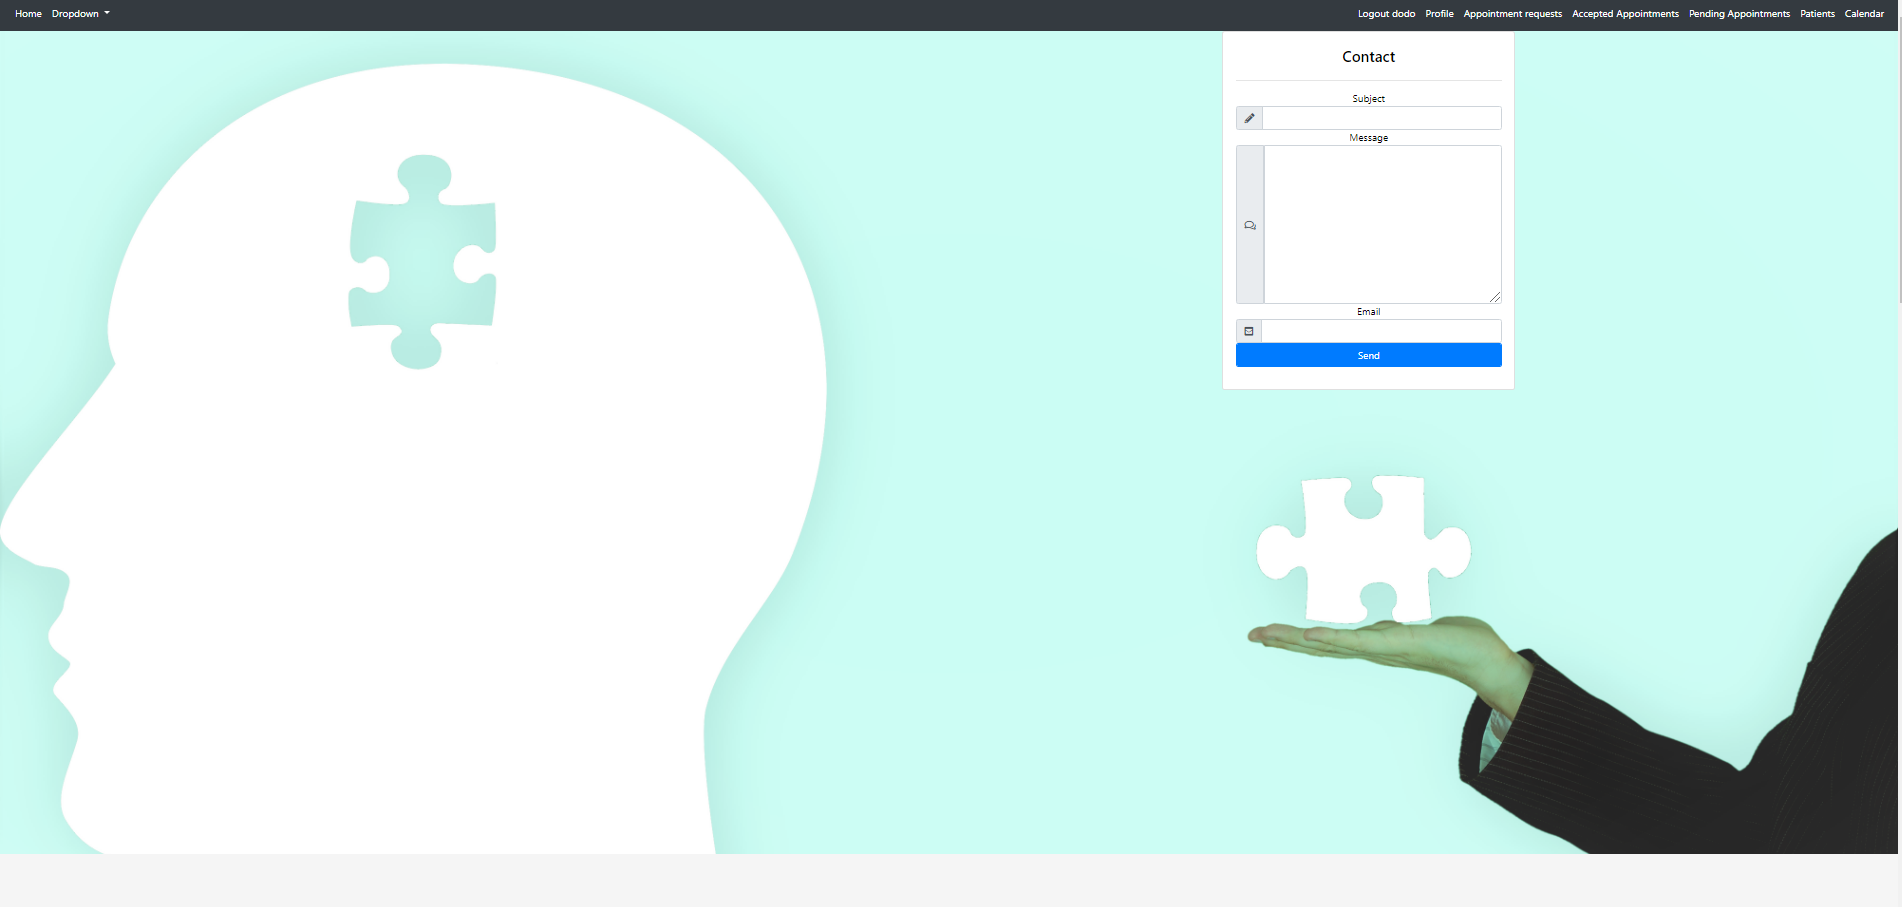 Home Dropdown Logout dodo Profile Appointment requests Accepted Appointments Pending Appointments Patients Calendar
Contact
Subject
Message
Email
Send